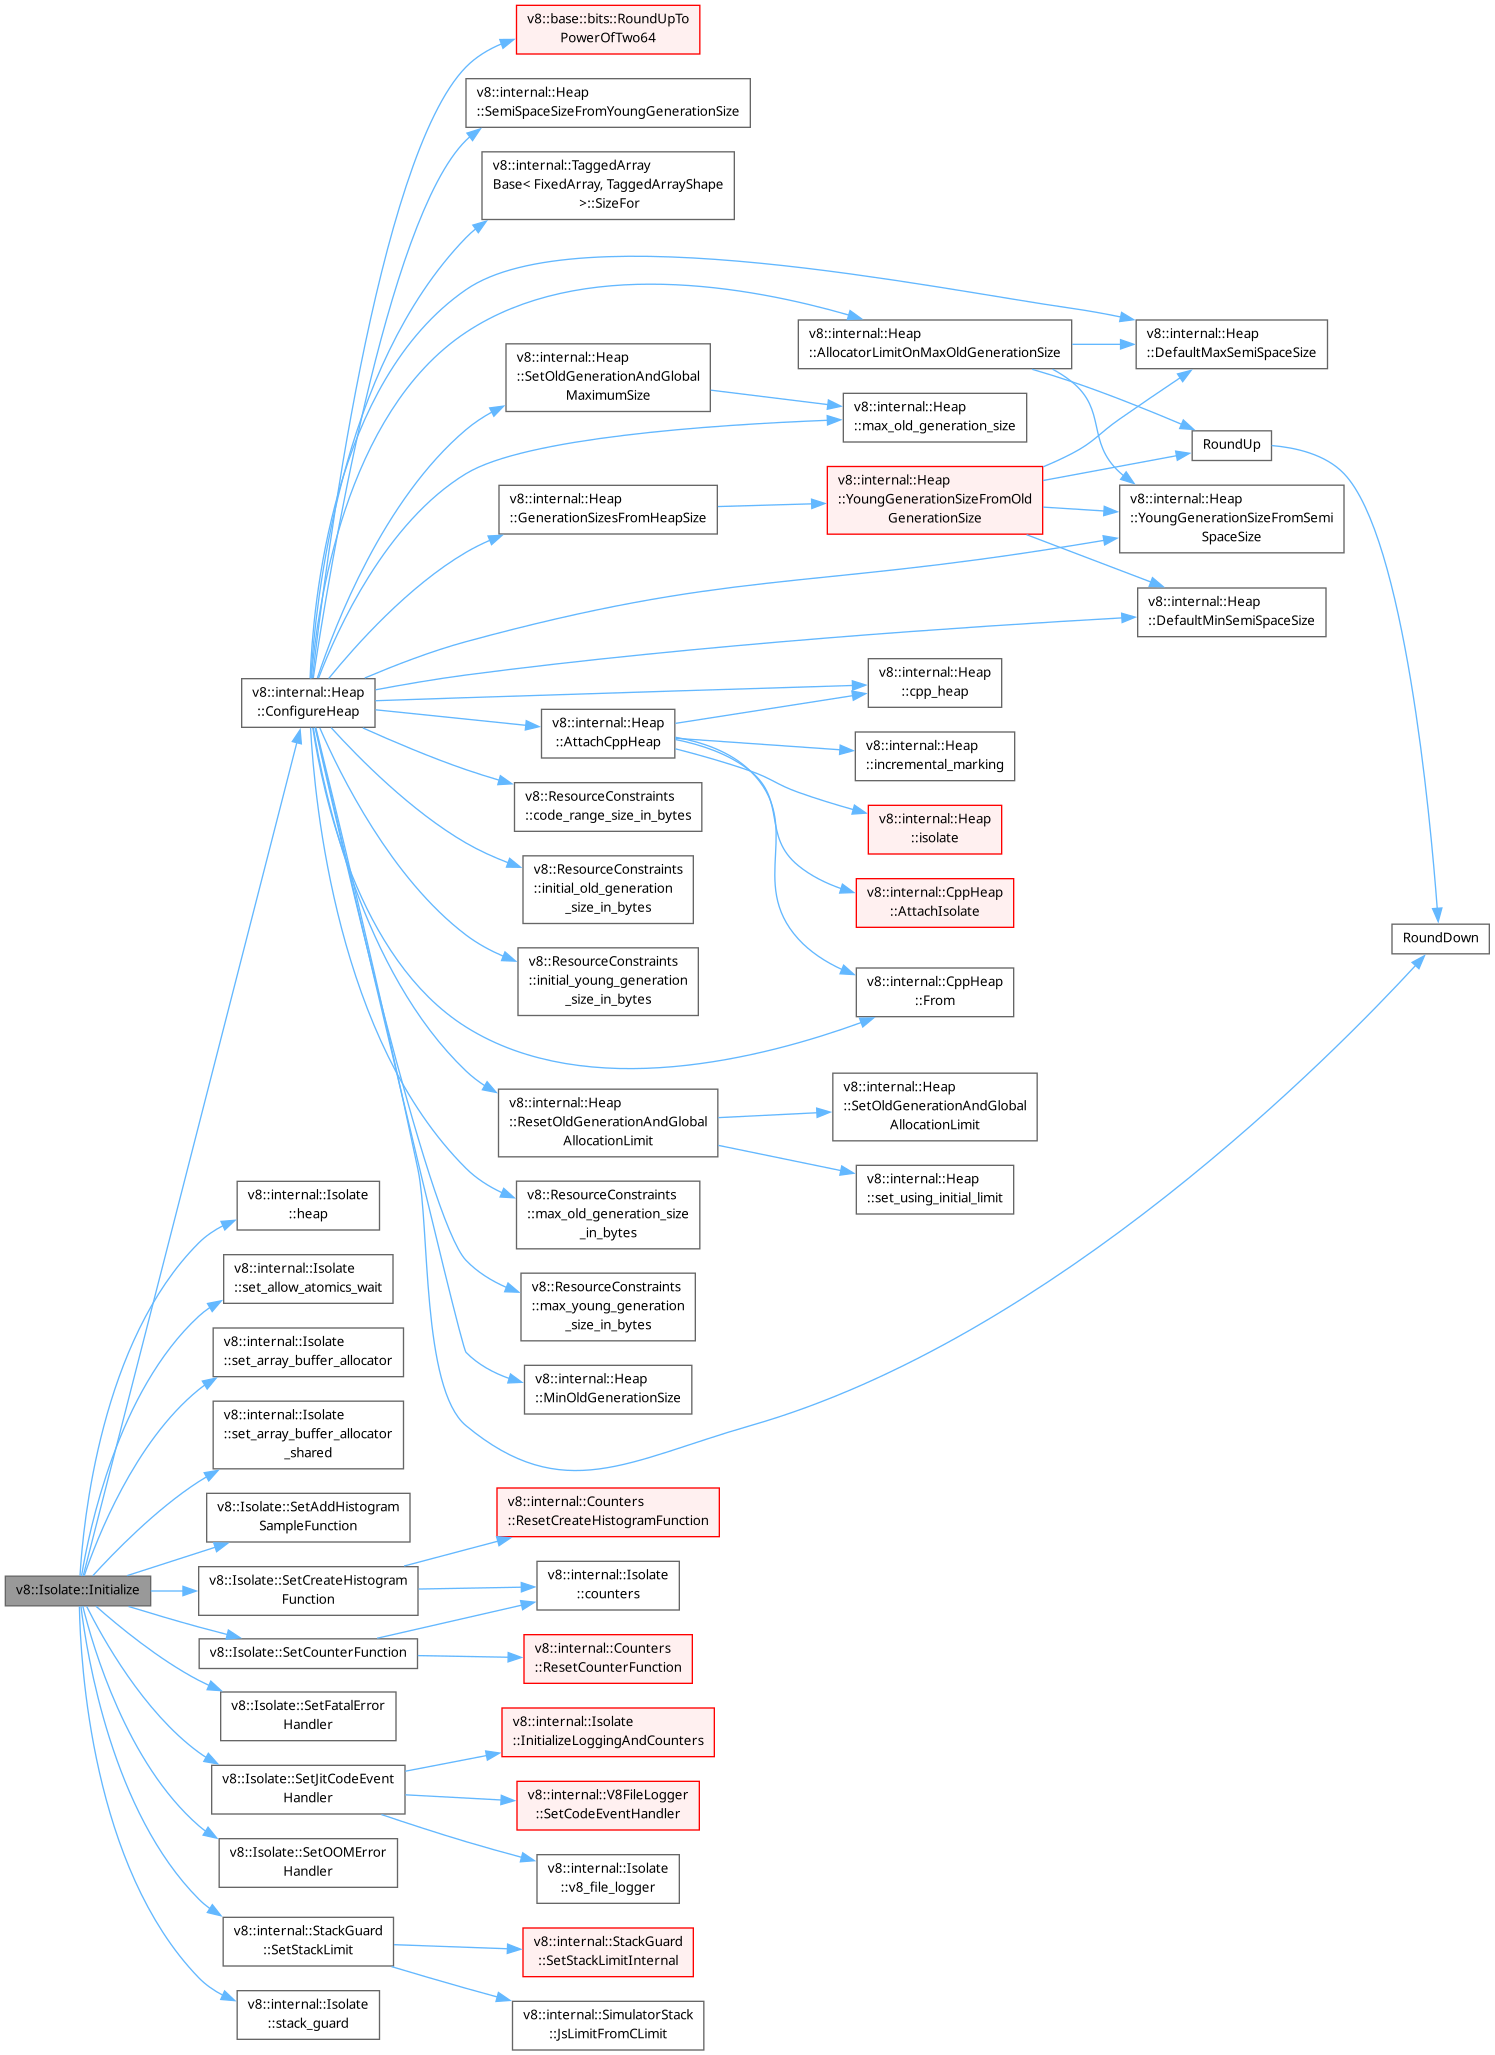 v8::base::bits::RoundUpTo
PowerOfTwo64
v8::internal::Heap
::SemiSpaceSizeFromYoungGenerationSize
v8::internal::TaggedArray
Base< FixedArray, TaggedArrayShape
>::SizeFor
v8::internal::Heap
::AllocatorLimitOnMaxOldGenerationSize
v8::internal::Heap
::DefaultMaxSemiSpaceSize
v8::internal::Heap
::SetOldGenerationAndGlobal
MaximumSize
v8::internal::Heap
::max_old_generation_size
RoundUp
v8::internal::Heap
::GenerationSizesFromHeapSize
v8::internal::Heap
::YoungGenerationSizeFromOld
GenerationSize
v8::internal::Heap
::YoungGenerationSizeFromSemi
SpaceSize
v8::internal::Heap
::DefaultMinSemiSpaceSize
v8::internal::Heap
::ConfigureHeap
v8::internal::Heap
::cpp_heap
v8::internal::Heap
::AttachCppHeap
v8::internal::Heap
::incremental_marking
v8::ResourceConstraints
::code_range_size_in_bytes
v8::internal::Heap
::isolate
v8::ResourceConstraints
::initial_old_generation
_size_in_bytes
v8::internal::CppHeap
::AttachIsolate
RoundDown
v8::ResourceConstraints
::initial_young_generation
_size_in_bytes
v8::internal::CppHeap
::From
v8::internal::Heap
::ResetOldGenerationAndGlobal
AllocationLimit
v8::internal::Heap
::SetOldGenerationAndGlobal
AllocationLimit
v8::internal::Heap
::set_using_initial_limit
v8::internal::Isolate
::heap
v8::ResourceConstraints
::max_old_generation_size
_in_bytes
v8::internal::Isolate
::set_allow_atomics_wait
v8::ResourceConstraints
::max_young_generation
_size_in_bytes
v8::internal::Isolate
::set_array_buffer_allocator
v8::internal::Heap
::MinOldGenerationSize
v8::internal::Isolate
::set_array_buffer_allocator
_shared
v8::Isolate::SetAddHistogram
SampleFunction
v8::internal::Counters
::ResetCreateHistogramFunction
v8::Isolate::Initialize
v8::Isolate::SetCreateHistogram
Function
v8::internal::Isolate
::counters
v8::Isolate::SetCounterFunction
v8::internal::Counters
::ResetCounterFunction
v8::Isolate::SetFatalError
Handler
v8::internal::Isolate
::InitializeLoggingAndCounters
v8::Isolate::SetJitCodeEvent
Handler
v8::internal::V8FileLogger
::SetCodeEventHandler
v8::Isolate::SetOOMError
Handler
v8::internal::Isolate
::v8_file_logger
v8::internal::StackGuard
::SetStackLimit
v8::internal::StackGuard
::SetStackLimitInternal
v8::internal::Isolate
::stack_guard
v8::internal::SimulatorStack
::JsLimitFromCLimit